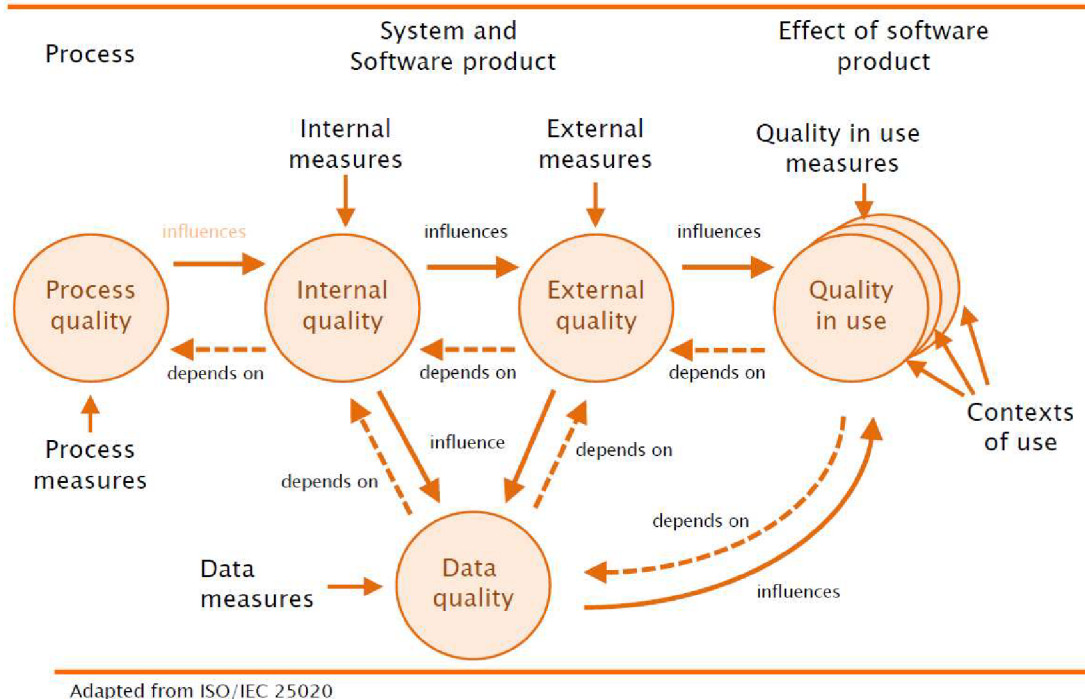 Process
System and
Software product
Effect of software
product
Internal
measures
External
measures
Quality in use
measures
influences
influences
influences
Process
quality
Internal
quality
External
quality
Quality
in use
depends on
depends on
depends on
Process
measures
influence
depends on
depends on
Contexts
of use
depends on
Data
measures
Data
quality
influences
Adapted from ISO/IEC 25020